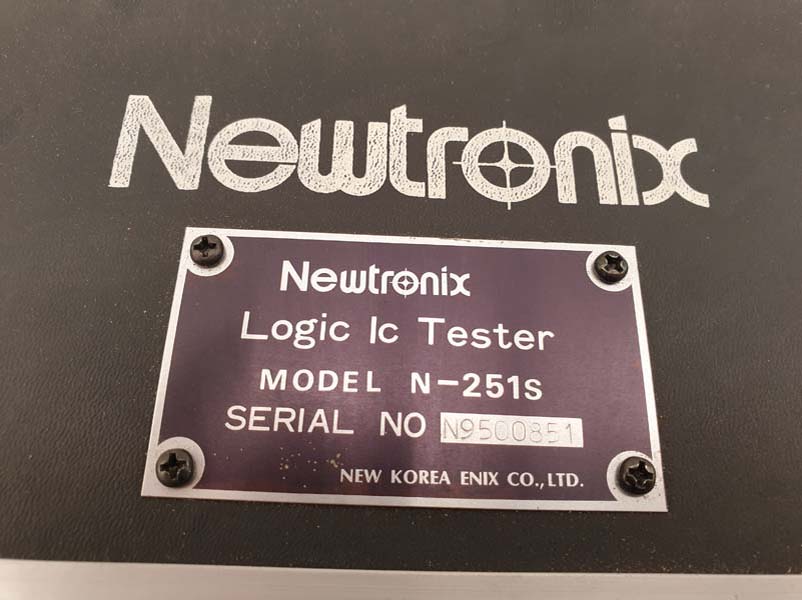 Newtronix
Newtronix
Logic Ic Tester
MODEL N-251S
SERIAL NO N9500851
NEW KOREA ENIX CO.,LTD.